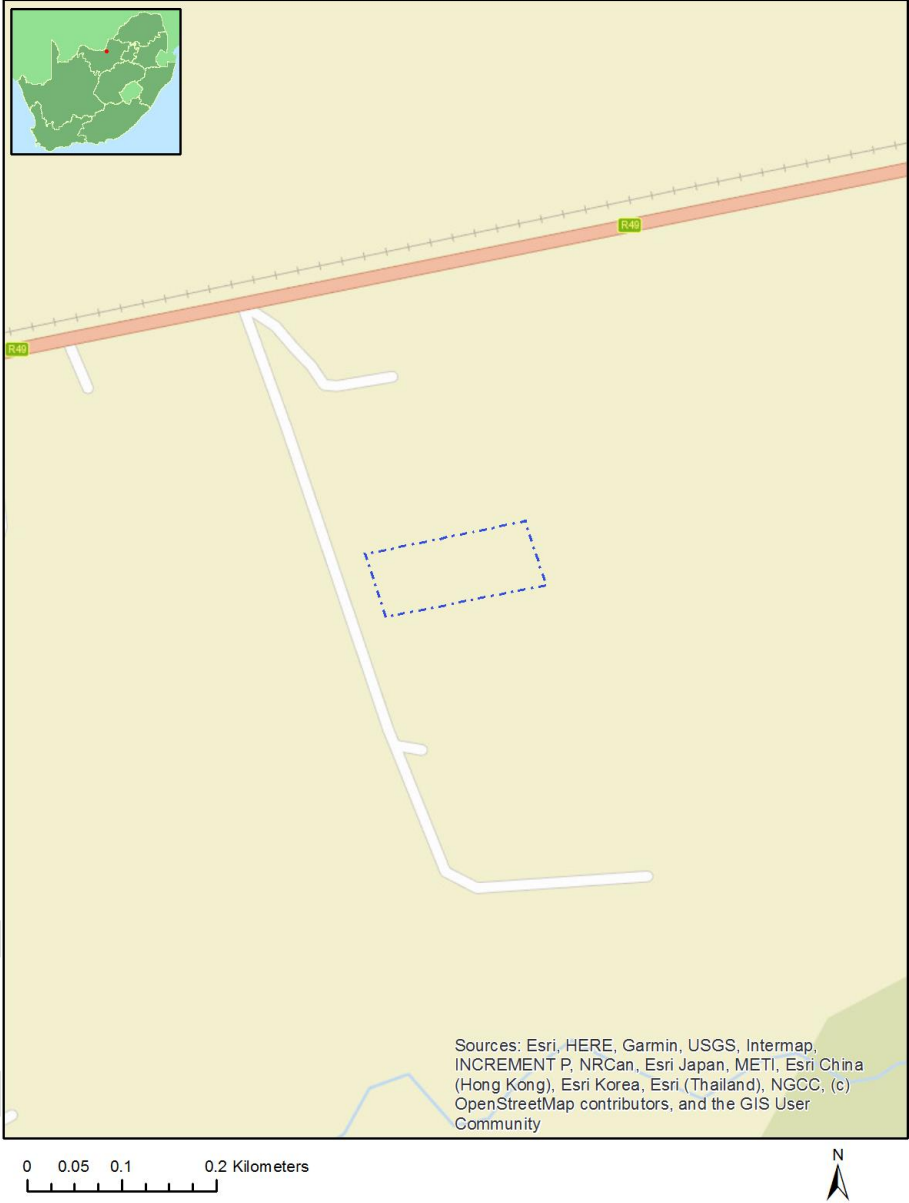 R49
R49
Sources: Esri, HERE, Garmin, USGS, Intermap,
INCREMENT P, NRCan, Esri Japan, METI, Esri China
(Hong Kong), Esri Korea, Esri (Thailand), NGCC, (c)
OpenStreetMap contributors, and the GIS User
Community
0 0.05 0.1 0.2 Kilometers
N